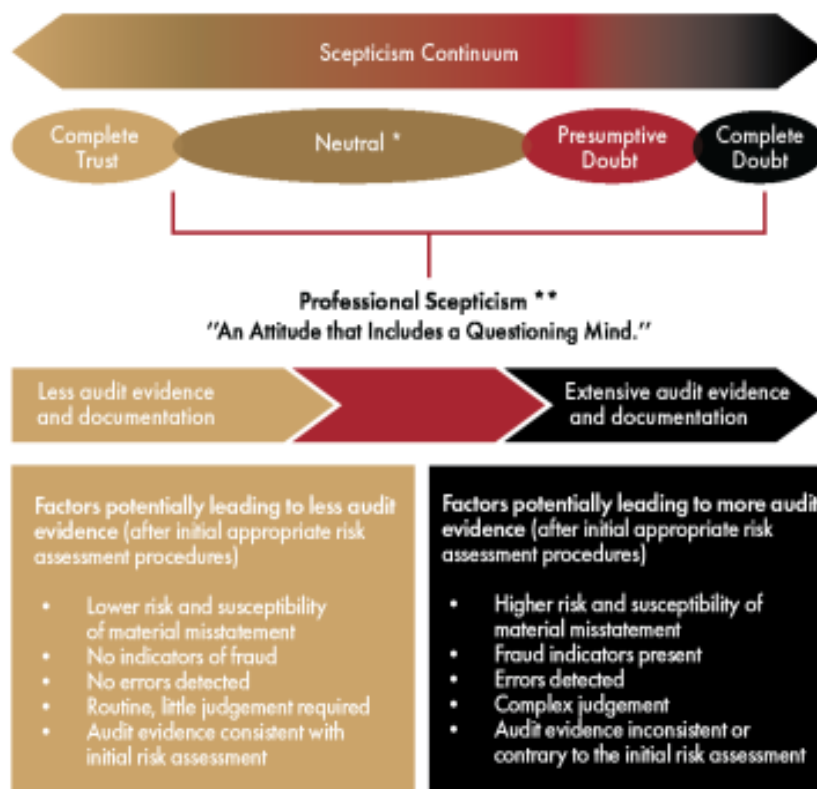 Scepticism Continuum
Complete
Trust
Neutral *
Presumptive
Doubt
Complete
Doubt
Professional Scepticism **
"An Attitude that Includes a Questioning Mind."
Less audit evidence
and documentation
Extensive audit evidence
and documentation
Factors potentially leading to less audit
evidence (after initial appropriate risk
assessment procedures)
• Lower risk and susceptibility
of material misstatement
• No indicators of fraud
• No errors detected
• Routine, little judgement required
• Audit evidence consistent with
initial risk assessment
Factors potentially leading to more audit
evidence (after initial appropriate risk
assessment procedures)
• Higher risk and susceptibility of
material misstatement
• Fraud indicators present
• Errors detected
• Complex judgement
• Audit evidence inconsistent or
contrary to the initial risk assessment